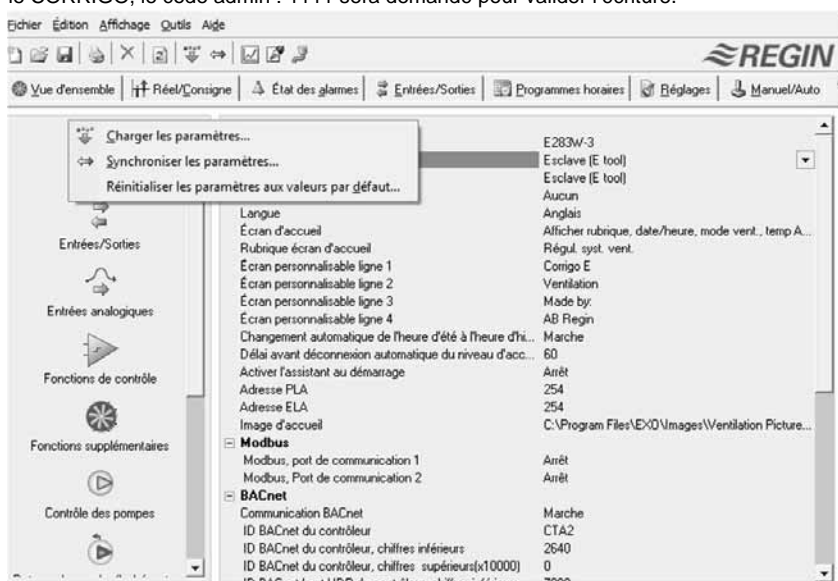 le CORRIGO, le code admin : 1111 sera demandé pour valider l'écriture.
Fichier Édition Affichage Outils Aide
REGIN
Vue d'ensemble Réel/Consigne État des alarmes Entrées/Sorties Programmes horaires Réglages Manuel/Auto
Charger les paramètres...
Synchroniser les paramètres...
Réinitialiser les paramètres aux valeurs par défaut...
Entrées/Sorties
Entrées analogiques
Fonctions de contrôle
Fonctions supplémentaires
Contrôle des pompes
E283W-3
Esclave (E tool)
Esclave (E tool)
Aucun
Langue Anglais
Écran d'accueil Afficher rubrique, date/heure, mode vent., temp A...
Rubrique écran d'accueil Régul. syst. vent.
Écran personnalisable ligne 1 Corrigo E
Écran personnalisable ligne 2 Ventilation
Écran personnalisable ligne 3 Made by:
Écran personnalisable ligne 4 AB Regin
Changement automatique de l'heure d'été à l'heure d'hi... Marche
Délai avant déconnexion automatique du niveau d'acc... 60
Activer l'assistant au démarrage Arrêt
Adresse PLA 254
Adresse ELA 254
Image d'accueil C:\Program Files\EXO\Images\Ventilation Picture...
Modbus
Modbus, port de communication 1 Arrêt
Modbus, Port de communication 2 Arrêt
BACnet
Communication BACnet Marche
ID BACnet du contrôleur CTA2
ID BACnet du contrôleur, chiffres inférieurs 2640
ID BACnet du contrôleur, chiffres supérieurs(x10000) 0